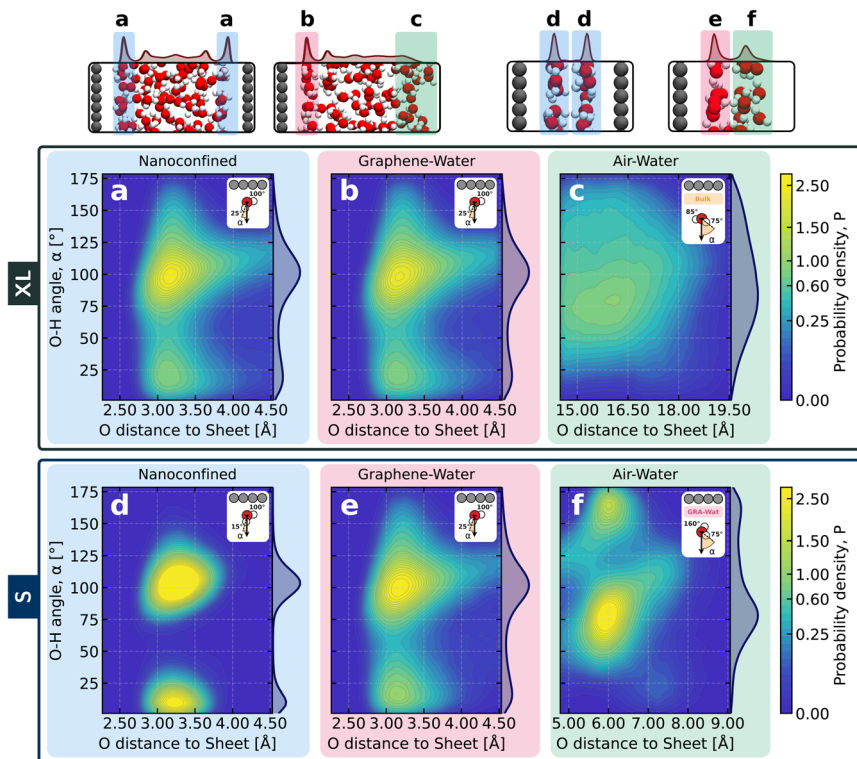 a a b c d d e f
XL
Nanoconfined Graphene-Water Air-Water
a b c
100° 25° α
100° 25° α
Bulk 85° 75° α
O-H angle, α [°]
175 150 125 100 75 50 25
2.50 3.00 3.50 4.00 4.50
2.50 3.00 3.50 4.00 4.50
15.00 16.50 18.00 19.50
O distance to Sheet [Å] O distance to Sheet [Å] O distance to Sheet [Å]
2.50 1.00 0.60 0.25 0.00
Probability density, P
S
Nanoconfined Graphene-Water Air-Water
d e f
100° 15° α
100° 25° α
GRA-Wat 160° 75° α
O-H angle, α [°]
175 150 125 100 75 50 25
2.50 3.00 3.50 4.00 4.50
2.50 3.00 3.50 4.00 4.50
5.00 6.00 7.00 8.00 9.00
O distance to Sheet [Å] O distance to Sheet [Å] O distance to Sheet [Å]
2.50 1.00 0.60 0.25 0.00
Probability density, P